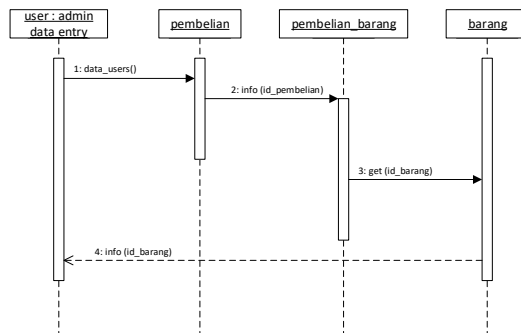 user : admin
data entry
pembelian
pembelian_barang
barang
1: data_users()
2: info (id_pembelian)
3: get (id_barang)
4: info (id_barang)